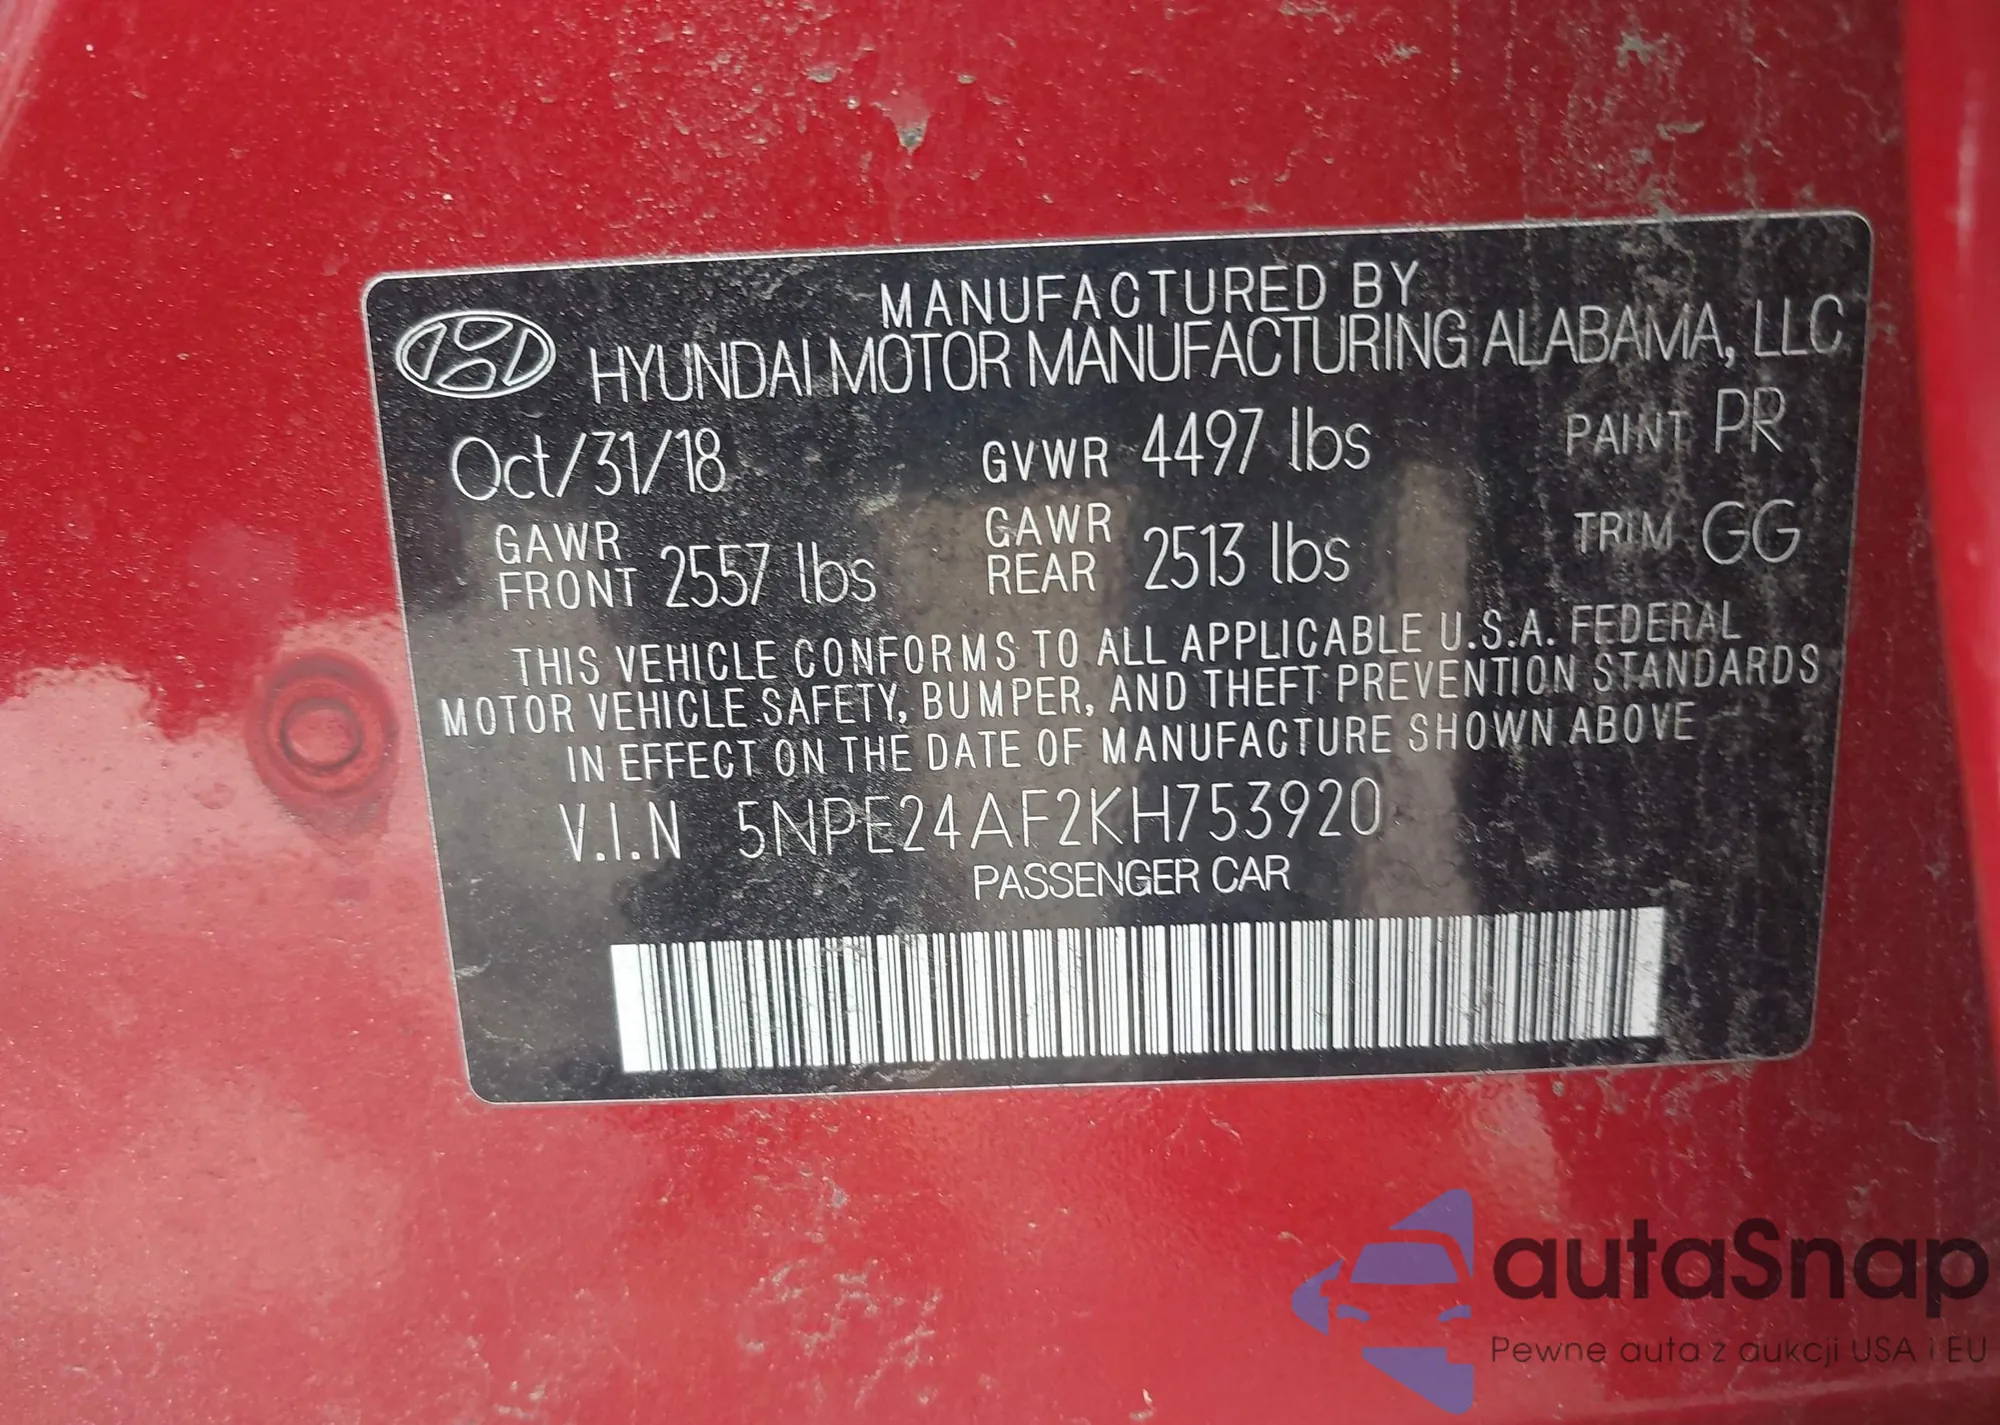 MANUFACTURED BY
HYUNDAI MOTOR MANUFACTURING ALABAMA, LLC
Oct/31/18 GVWR 4497 lbs PAINT PR
GAWR FRONT 2557 lbs GAWR REAR 2513 lbs TRIM GG
THIS VEHICLE CONFORMS TO ALL APPLICABLE U.S.A. FEDERAL
MOTOR VEHICLE SAFETY, BUMPER, AND THEFT PREVENTION STANDARDS
IN EFFECT ON THE DATE OF MANUFACTURE SHOWN ABOVE
V.I.N 5NPE24AF2KH753920
PASSENGER CAR
autaSnap
Pewne auta z aukcji USA i EU